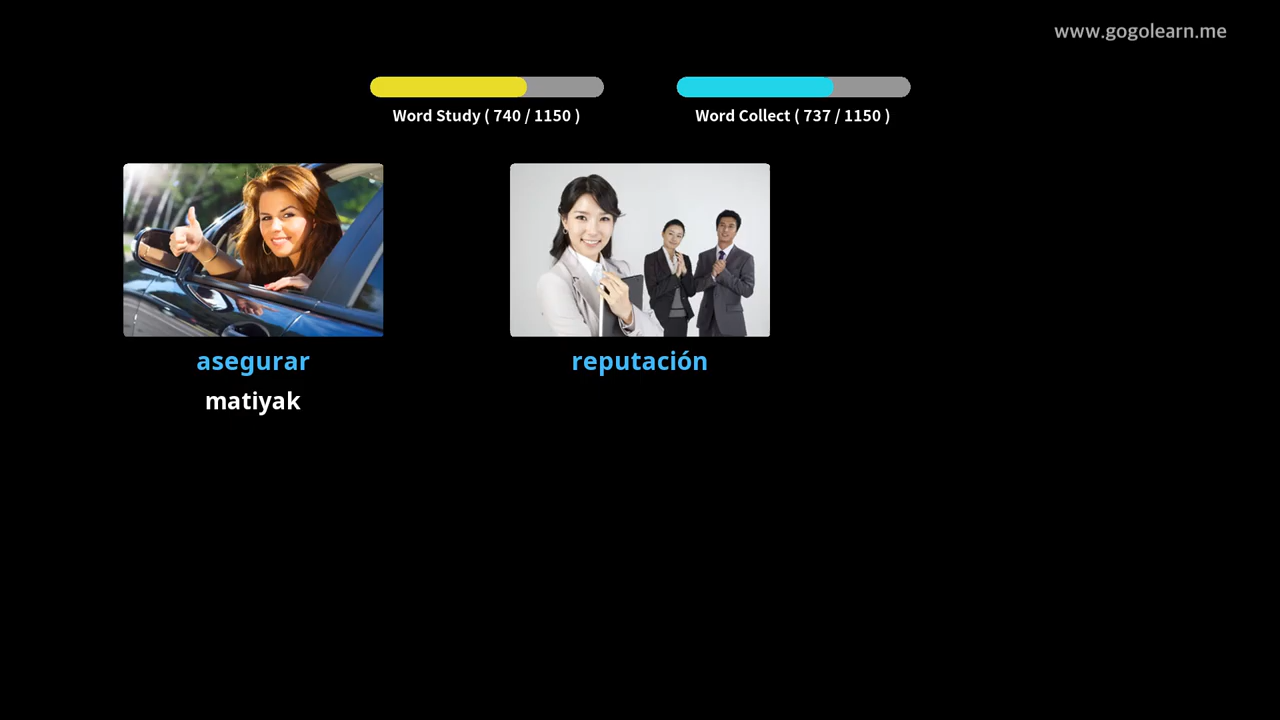 www.gogolearn.me
Word Study ( 740 / 1150 )
Word Collect ( 737 / 1150 )
asegurar
reputación
matiyak